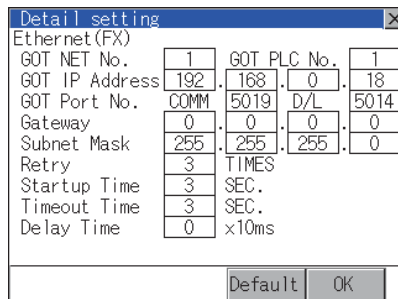 Detail setting ×
Ethernet(FX)
GOT NET No. 1 GOT PLC No. 1
GOT IP Address 192 . 168 . 0 . 18
GOT Port No. COMM 5019 D/L 5014
Gateway 0 . 0 . 0 . 0
Subnet Mask 255 . 255 . 255 . 0
Retry 3 TIMES
Startup Time 3 SEC.
Timeout Time 3 SEC.
Delay Time 0 ×10ms
Default OK